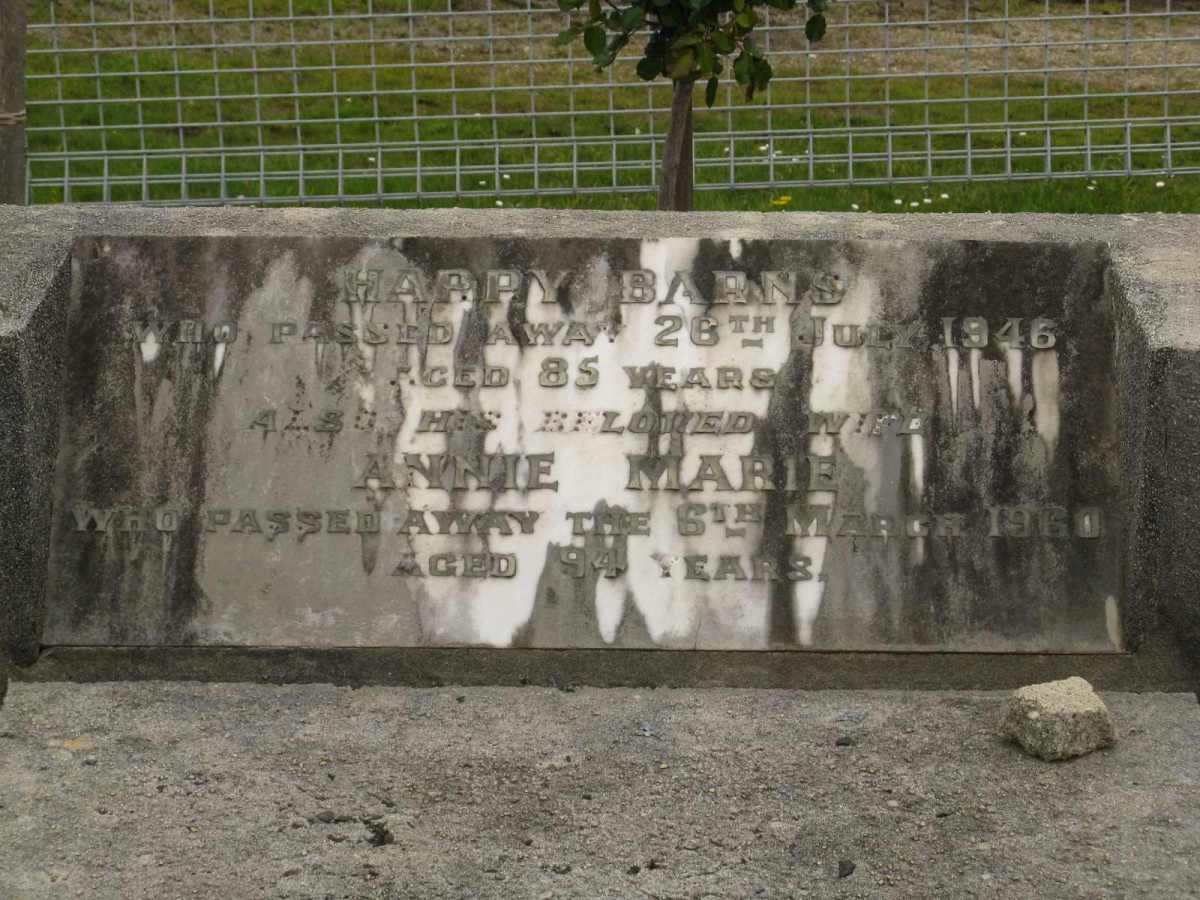 HAPPY BARNS
WHO PASSED AWAY 26TH JULY 1946
AGED 85 YEARS
ALSO HIS BELOVED WIFE
ANNIE MARIE
WHO PASSED AWAY THE 6TH MARCH 1960
AGED 94 YEARS.